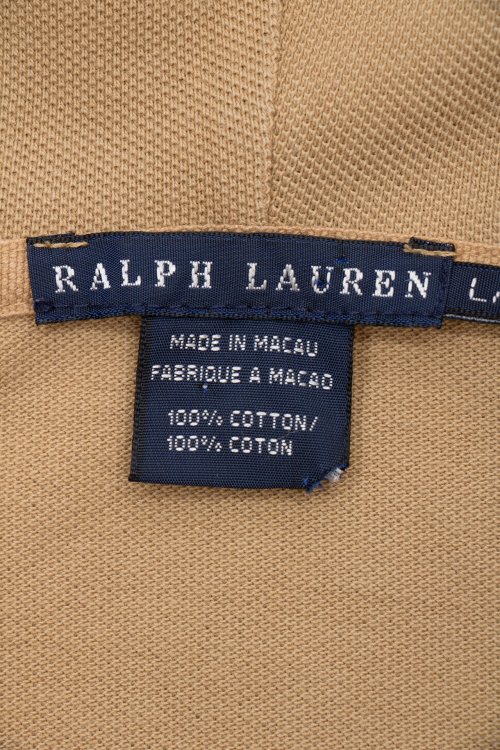 RALPH LAUREN
MADE IN MACAU
FABRIQUE A MACAO
100% COTTON/
100% COTON